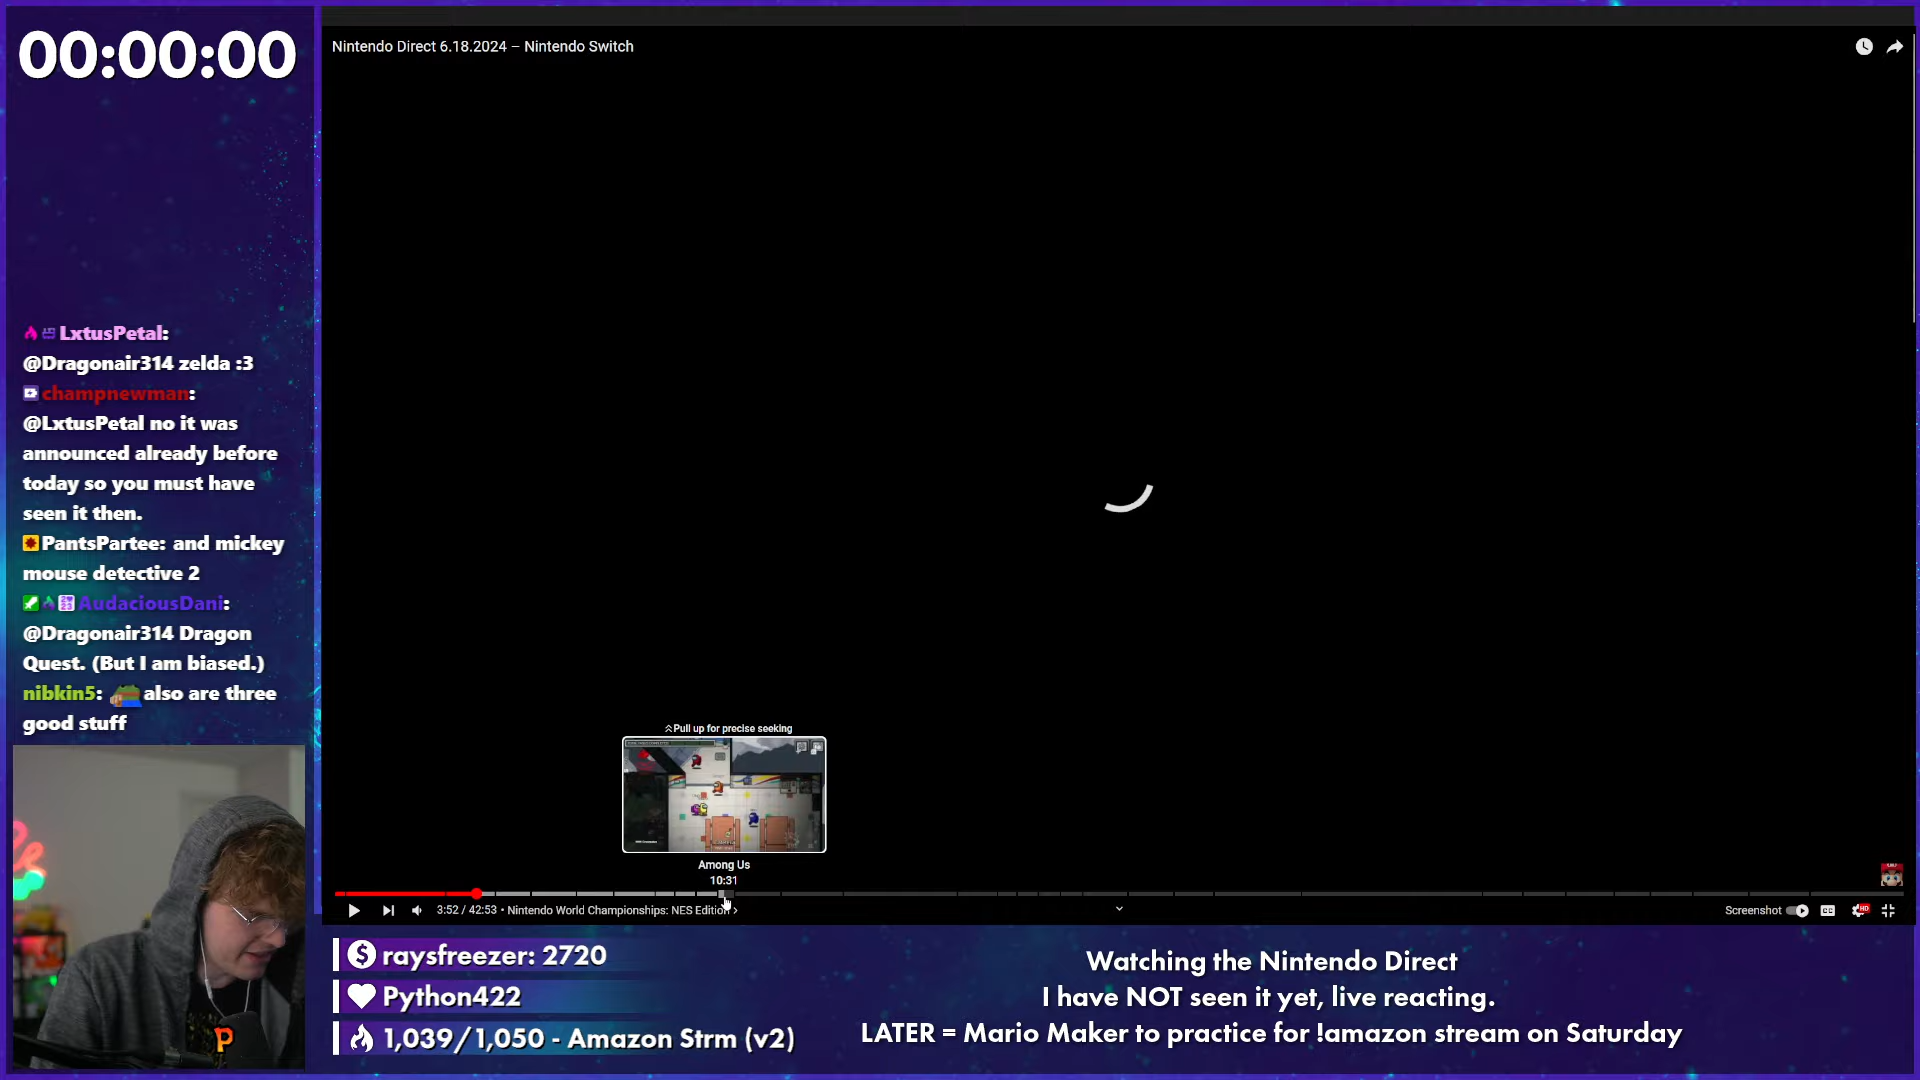 00:00:00
Nintendo Direct 6.18.2024 – Nintendo Switch
LxtusPetal:
@Dragonair314 zelda :3
champnewman:
@LxtusPetal no it was
announced already before
today so you must have
seen it then.
PantsPartee: and mickey
mouse detective 2
AudaciousDani:
@Dragonair314 Dragon
Quest. (But I am biased.)
nibkin5: also are three
good stuff
Pull up for precise seeking
Among Us
10:31
3:52 / 42:53 • Nintendo World Championships: NES Edition
Screenshot
CC
HD
$ raysfreezer: 2720
Python422
1,039/1,050 - Amazon Strm (v2)
Watching the Nintendo Direct
I have NOT seen it yet, live reacting.
LATER = Mario Maker to practice for !amazon stream on Saturday